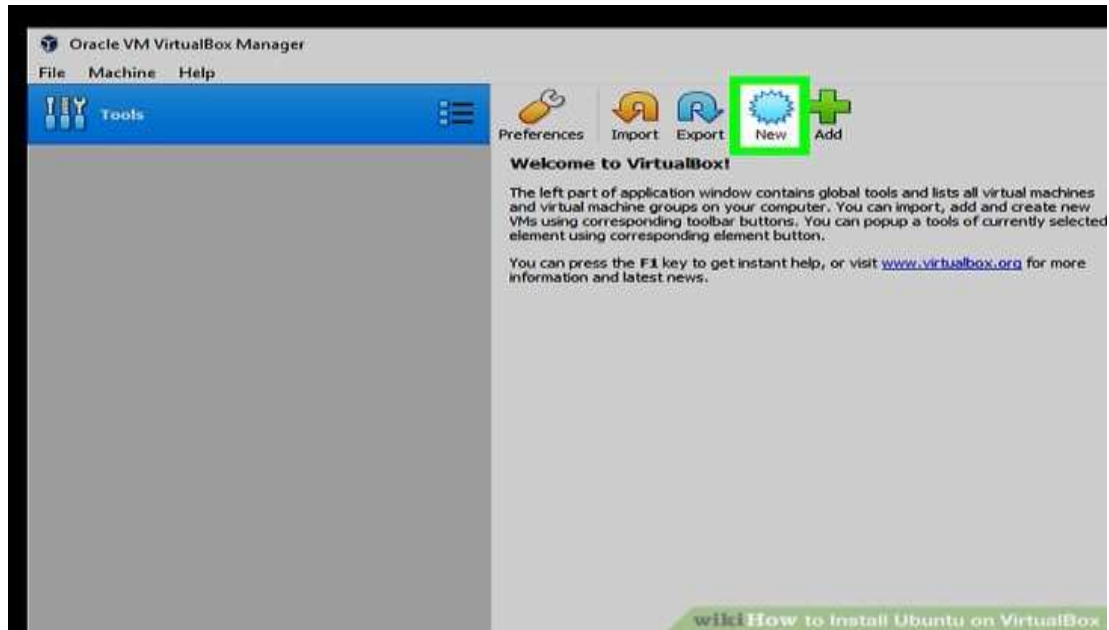 Oracle VM VirtualBox Manager
File Machine Help
Tools
Preferences Import Export New Add
Welcome to VirtualBox!
The left part of application window contains global tools and lists all virtual machines
and virtual machine groups on your computer. You can import, add and create new
VMs using corresponding toolbar buttons. You can popup a tools of currently selected
element using corresponding element button.
You can press the F1 key to get instant help, or visit www.virtualbox.org for more
information and latest news.
wikiHow to Install Ubuntu on VirtualBox